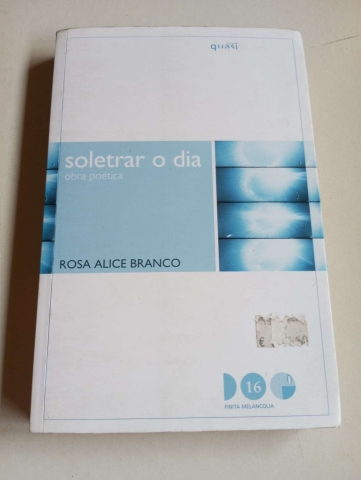 quasi
soletrar o dia
obra poética
ROSA ALICE BRANCO
16
FINITA MELANCOLIA